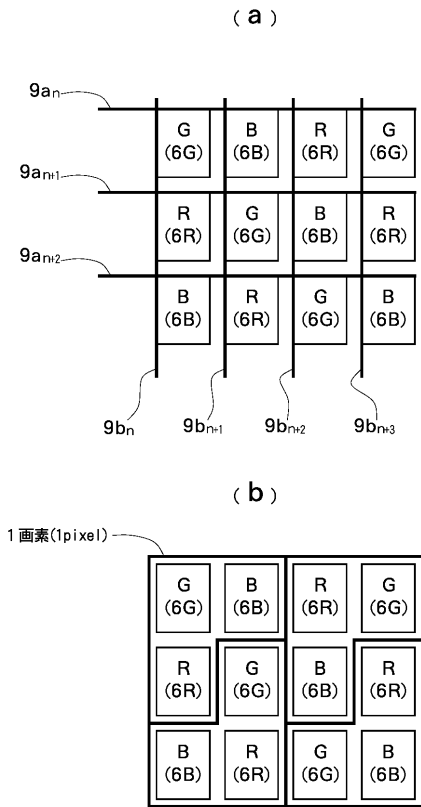 (a)
9an
G B R G
(6G) (6B) (6R) (6G)
9an+1
R G B R
(6R) (6G) (6B) (6R)
9an+2
B R G B
(6B) (6R) (6G) (6B)
9bn 9bn+1 9bn+2 9bn+3
(b)
1画素(1pixel)
G B R G
(6G) (6B) (6R) (6G)
R G B R
(6R) (6G) (6B) (6R)
B R G B
(6B) (6R) (6G) (6B)